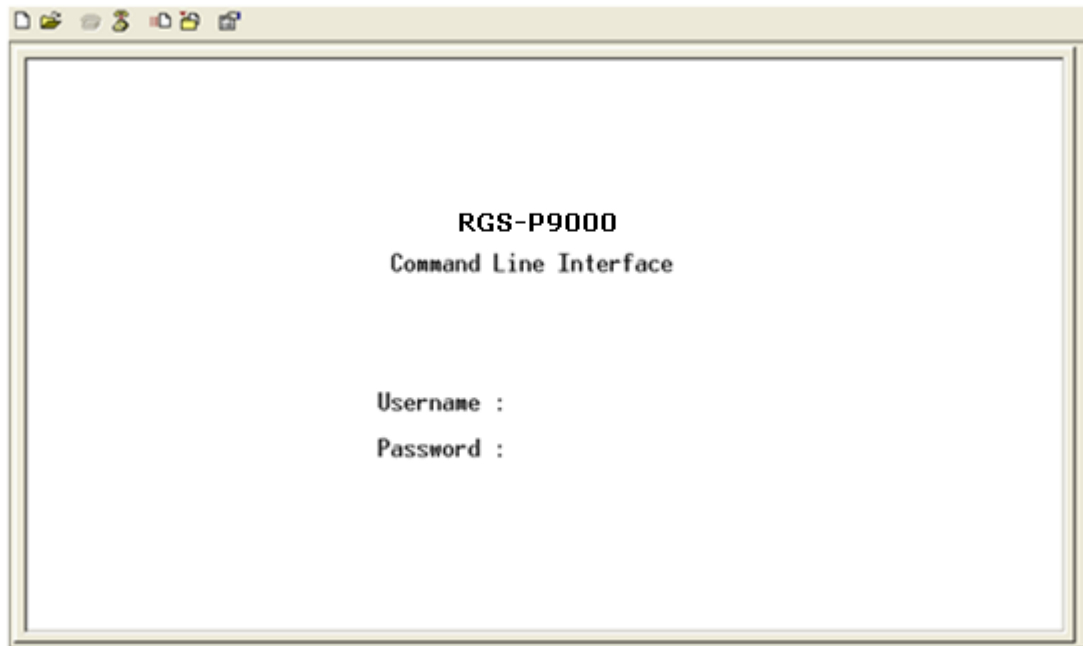 RGS-P9000
Command Line Interface
Username :
Password :